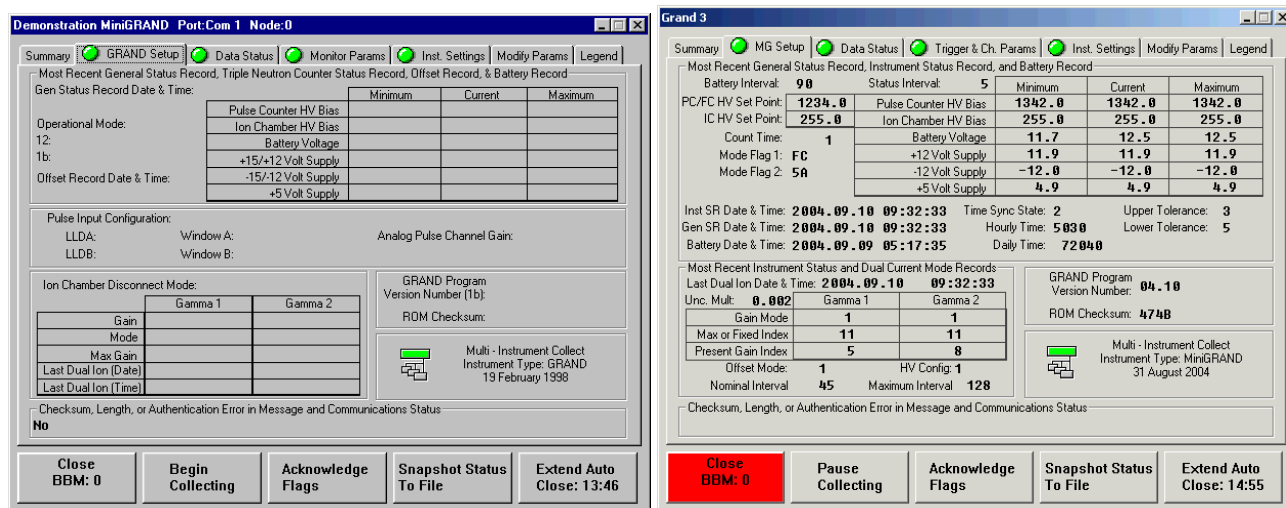 Demonstration MiniGRAND Port:Com 1 Node:0
Summary GRAND Setup Data Status Monitor Params Inst. Settings Modify Params Legend
Most Recent General Status Record, Triple Neutron Counter Status Record, Offset Record, & Battery Record
Gen Status Record Date & Time:
Minimum Current Maximum
Pulse Counter HV Bias
Operational Mode: Ion Chamber HV Bias
12: Battery Voltage
1b: +15/+12 Volt Supply
Offset Record Date & Time: -15/-12 Volt Supply
+5 Volt Supply
Pulse Input Configuration:
LLDA: Window A: Analog Pulse Channel Gain:
LLDB: Window B:
Ion Chamber Disconnect Mode:
Gamma 1 Gamma 2
Gain
Mode
Max Gain
Last Dual Ion (Date)
Last Dual Ion (Time)
GRAND Program
Version Number (1b):
ROM Checksum:
Multi - Instrument Collect
Instrument Type: GRAND
19 February 1998
Checksum, Length, or Authentication Error in Message and Communications Status
No
Close BBM: 0
Begin Collecting
Acknowledge Flags
Snapshot Status To File
Extend Auto Close: 13:46
Grand 3
Summary MG Setup Data Status Trigger & Ch. Params Inst. Settings Modify Params Legend
Most Recent General Status Record, Instrument Status Record, and Battery Record
Battery Interval: 90 Status Interval: 5 Minimum Current Maximum
PC/FC HV Set Point: 1234.0 Pulse Counter HV Bias 1342.0 1342.0 1342.0
IC HV Set Point: 255.0 Ion Chamber HV Bias 255.0 255.0 255.0
Count Time: 1 Battery Voltage 11.7 12.5 12.5
Mode Flag 1: FC +12 Volt Supply 11.9 11.9 11.9
Mode Flag 2: 5A -12 Volt Supply -12.0 -12.0 -12.0
+5 Volt Supply 4.9 4.9 4.9
Inst SR Date & Time: 2004.09.10 09:32:33 Time Sync State: 2 Upper Tolerance: 3
Gen SR Date & Time: 2004.09.10 09:32:33 Hourly Time: 5030 Lower Tolerance: 5
Battery Date & Time: 2004.09.09 05:17:35 Daily Time: 72040
Most Recent Instrument Status and Dual Current Mode Records
Last Dual Ion Date & Time: 2004.09.10 09:32:33
Unc. Mult: 0.002 Gamma 1 Gamma 2
Gain Mode 1 1
Max or Fixed Index 11 11
Present Gain Index 5 8
Offset Mode: 1 HV Config: 1
Nominal Interval 45 Maximum Interval 128
GRAND Program
Version Number: 04.10
ROM Checksum: 474B
Multi - Instrument Collect
Instrument Type: MiniGRAND
31 August 2004
Checksum, Length, or Authentication Error in Message and Communications Status
Close BBM: 0
Pause Collecting
Acknowledge Flags
Snapshot Status To File
Extend Auto Close: 14:55